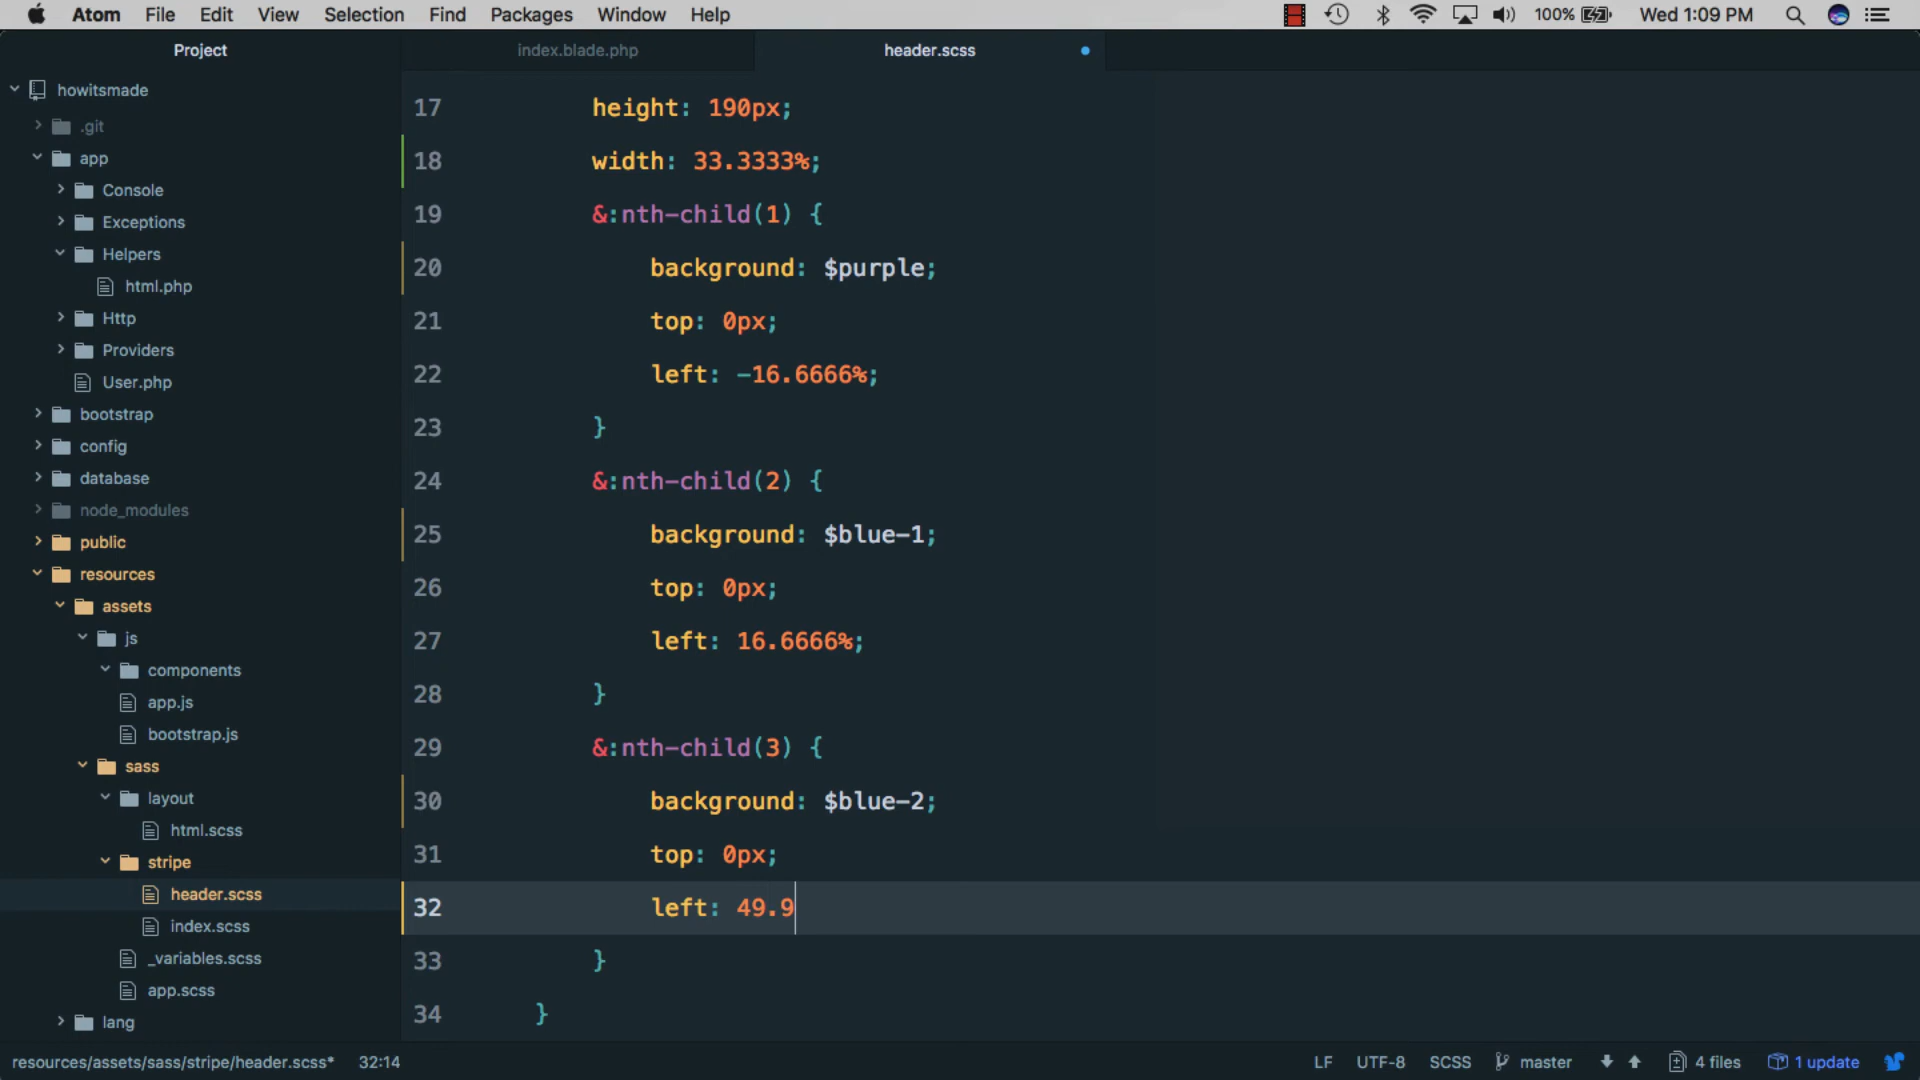 Atom File Edit View Selection Find Packages Window Help 100% Wed 1:09 PM
Project index.blade.php header.scss
howitsmade
.git
app
Console
Exceptions
Helpers
html.php
Http
Providers
User.php
bootstrap
config
database
node_modules
public
resources
assets
js
components
app.js
bootstrap.js
sass
layout
html.scss
stripe
header.scss
index.scss
_variables.scss
app.scss
lang
17 height: 190px;
18 width: 33.3333%;
19 &:nth-child(1) {
20 background: $purple;
21 top: 0px;
22 left: -16.6666%;
23 }
24 &:nth-child(2) {
25 background: $blue-1;
26 top: 0px;
27 left: 16.6666%;
28 }
29 &:nth-child(3) {
30 background: $blue-2;
31 top: 0px;
32 left: 49.9
33 }
34 }
resources/assets/sass/stripe/header.scss* 32:14 LF UTF-8 SCSS master 4 files 1 update